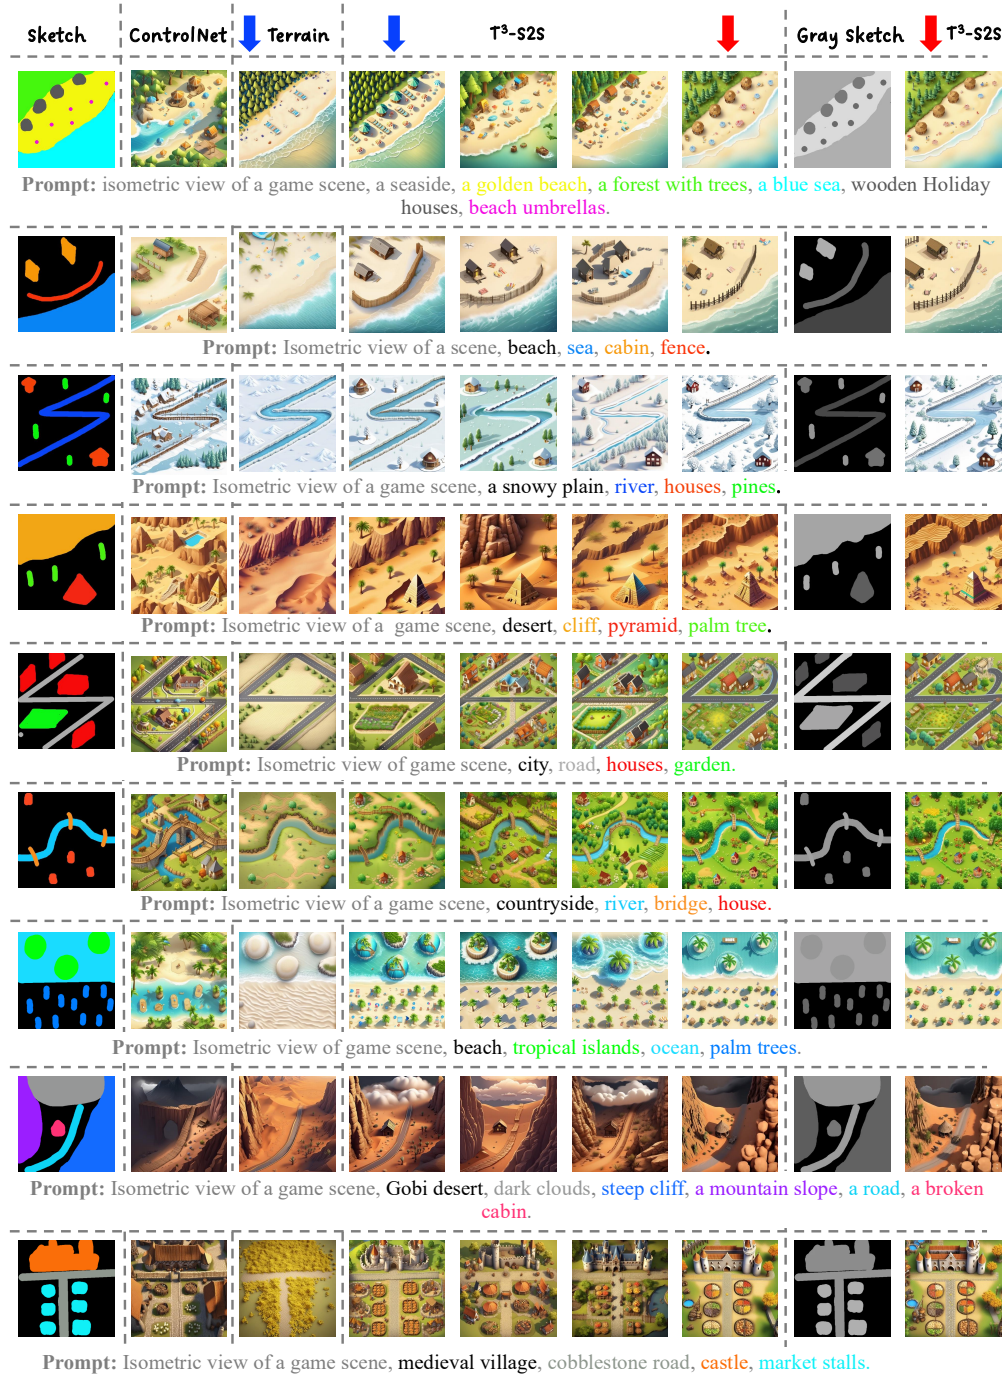 Sketch ControlNet Terrain T³-S2S Gray Sketch T³-S2S
Prompt: isometric view of a game scene, a seaside, a golden beach, a forest with trees, a blue sea, wooden Holiday
houses, beach umbrellas.
Prompt: Isometric view of a scene, beach, sea, cabin, fence.
Prompt: Isometric view of a game scene, a snowy plain, river, houses, pines.
Prompt: Isometric view of a game scene, desert, cliff, pyramid, palm tree.
Prompt: Isometric view of game scene, city, road, houses, garden.
Prompt: Isometric view of a game scene, countryside, river, bridge, house.
Prompt: Isometric view of game scene, beach, tropical islands, ocean, palm trees.
Prompt: Isometric view of a game scene, Gobi desert, dark clouds, steep cliff, a mountain slope, a road, a broken
cabin.
Prompt: Isometric view of a game scene, medieval village, cobblestone road, castle, market stalls.